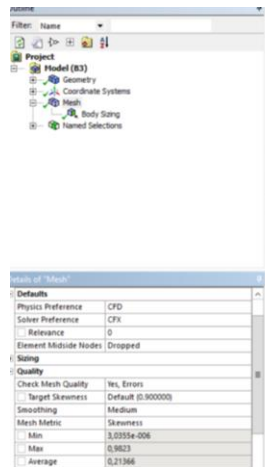 Outline
Filter: Name
Project
Model (B3)
Geometry
Coordinate Systems
Mesh
Body Sizing
Named Selections
Details of "Mesh"
Defaults
Physics Preference CFD
Solver Preference CFX
Relevance 0
Element Midside Nodes Dropped
Sizing
Quality
Check Mesh Quality Yes, Errors
Target Skewness Default (0.900000)
Smoothing Medium
Mesh Metric Skewness
Min 3,0355e-006
Max 0,9823
Average 0,21366